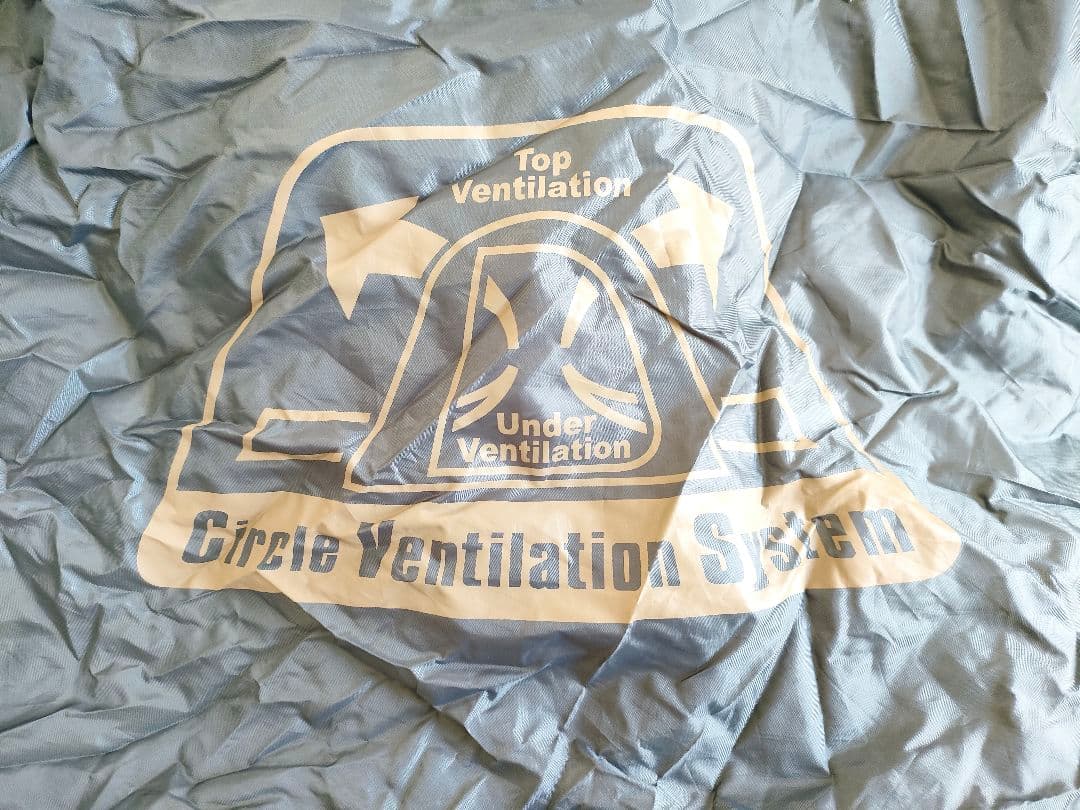 Top
Ventilation
Under
Ventilation
Circle Ventilation System